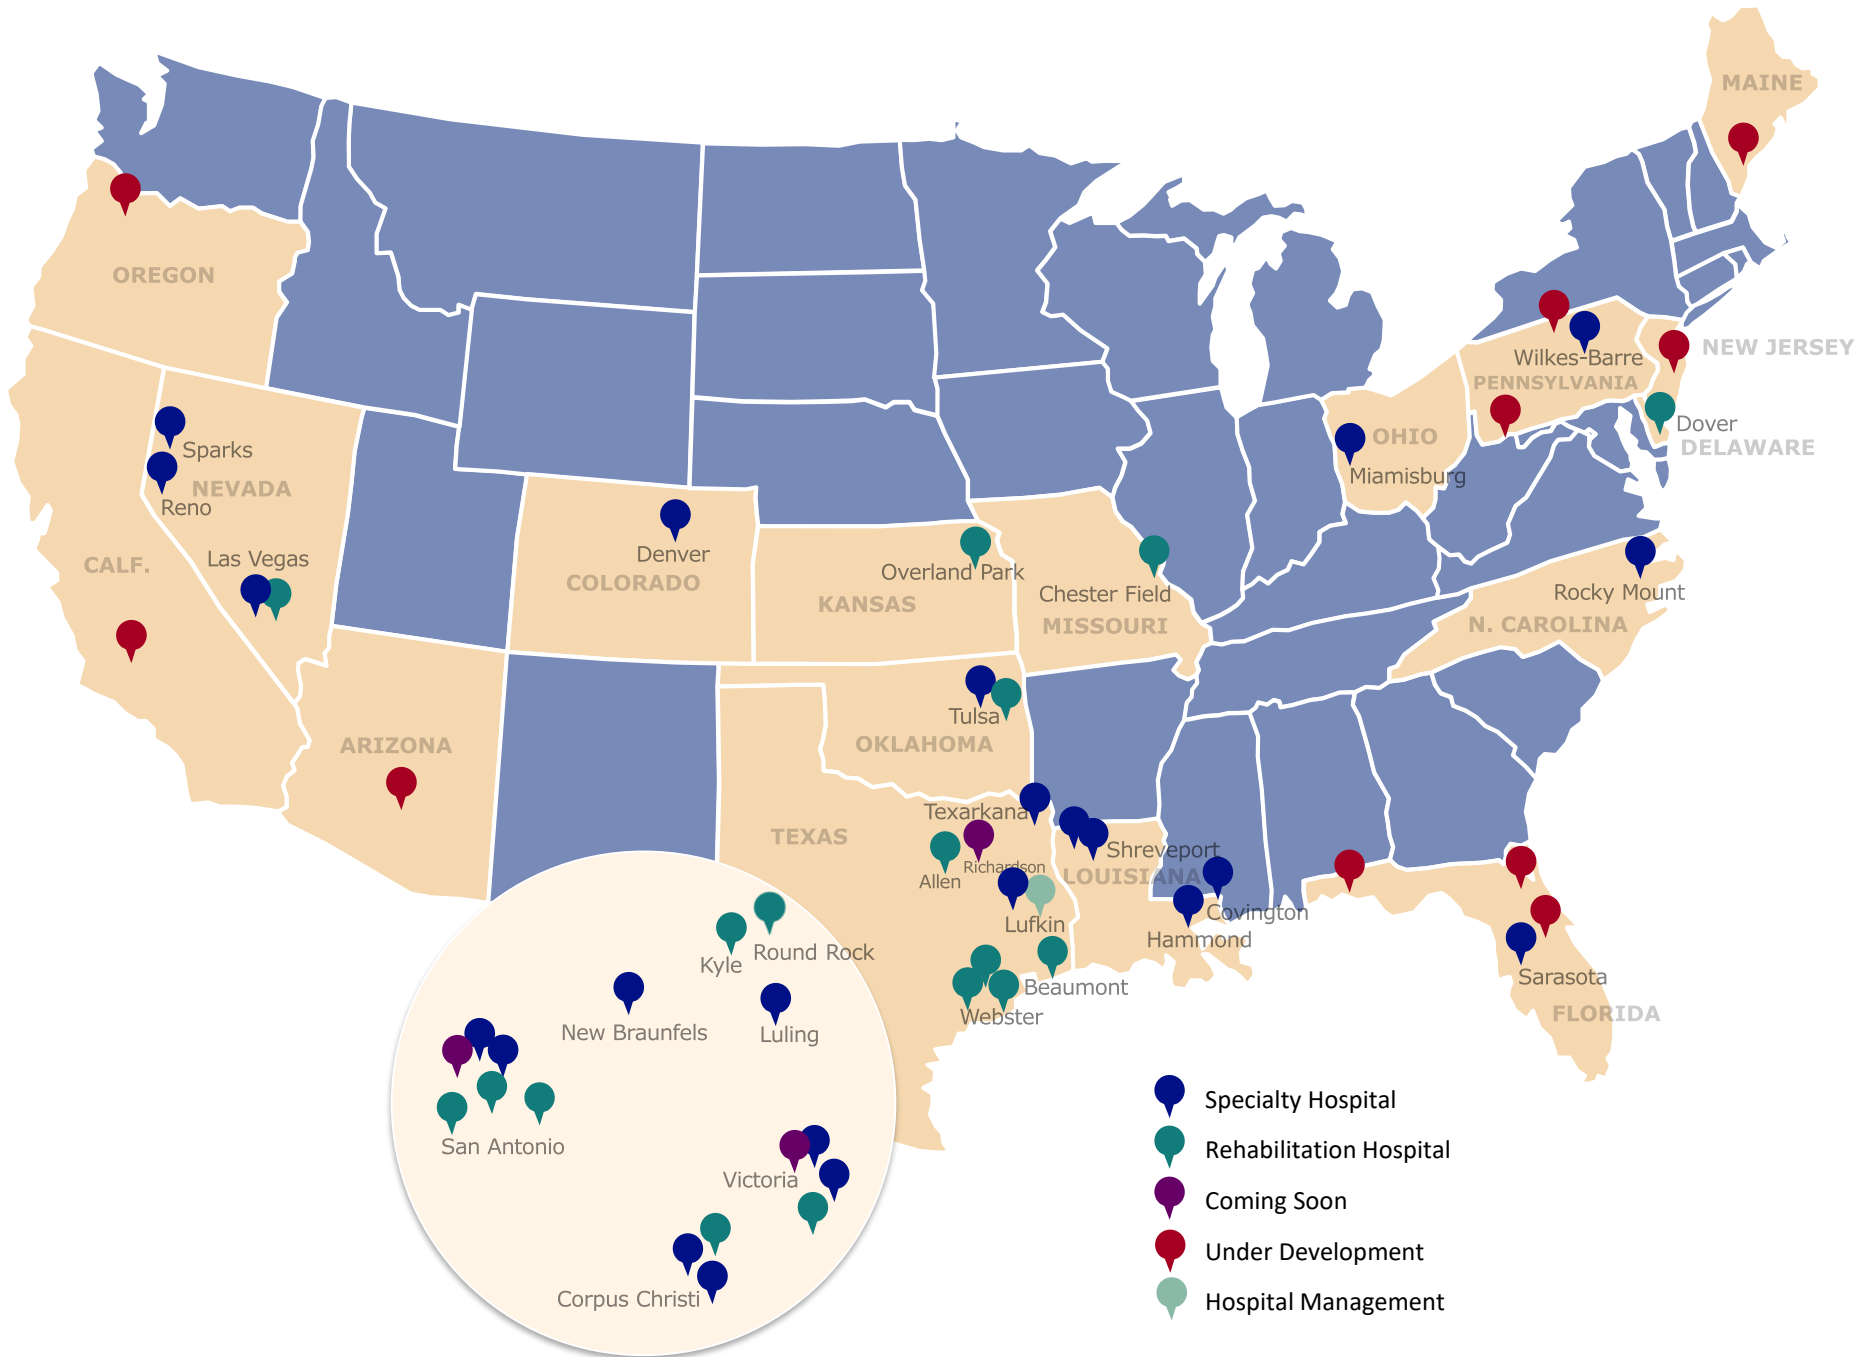 MAINE
OREGON
NEW JERSEY
Wilkes-Barre
PENNSYLVANIA
Dover
DELAWARE
OHIO
Miamisburg
Sparks
NEVADA
Reno
Las Vegas
CALF.
Denver
COLORADO
Overland Park
KANSAS
Chester Field
MISSOURI
Rocky Mount
N. CAROLINA
Tulsa
OKLAHOMA
ARIZONA
TEXAS
Texarkana
Richardson
Allen
Shreveport
LOUISIANA
Lufkin
Covington
Hammond
Beaumont
Webster
Sarasota
FLORIDA
Kyle
Round Rock
New Braunfels
Luling
San Antonio
Victoria
Corpus Christi
Specialty Hospital
Rehabilitation Hospital
Coming Soon
Under Development
Hospital Management